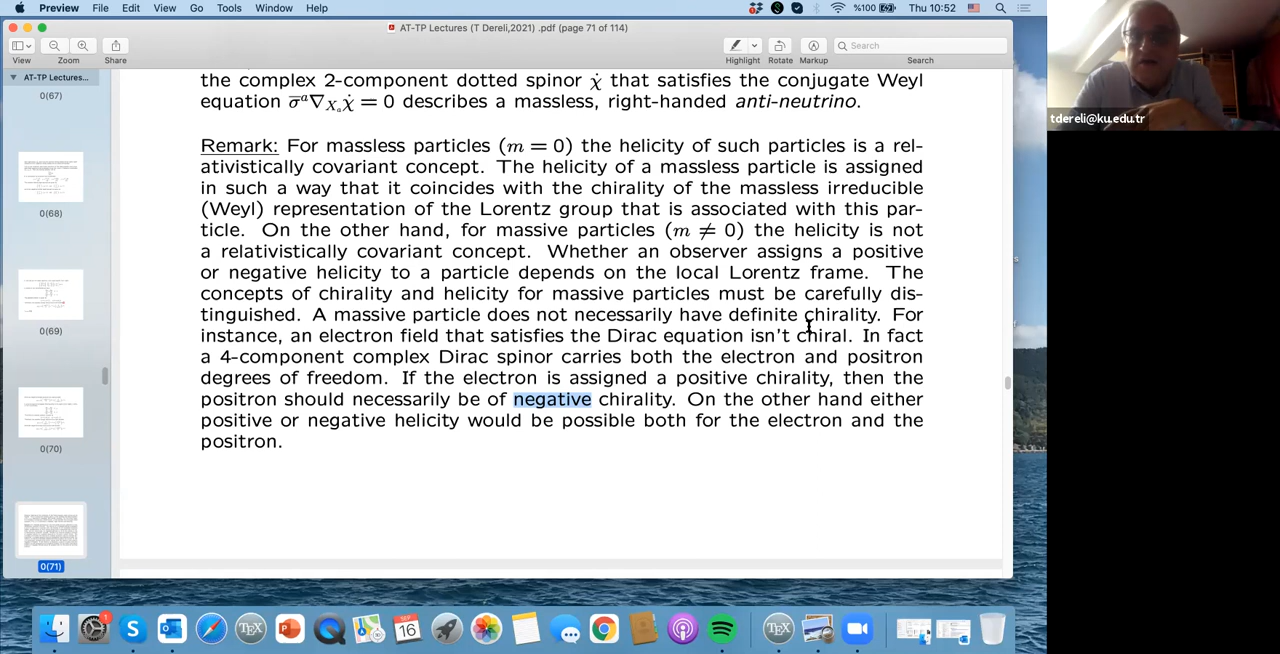 Preview File Edit View Go Tools Window Help
%100 Thu 10:52
AT-TP Lectures (T Dereli,2021) .pdf (page 71 of 114)
View Zoom Share
Search
Highlight Rotate Markup Search
AT-TP Lectures...
0(67)
0(68)
0(69)
0(70)
0(71)
the complex 2-component dotted spinor χ̇ that satisfies the conjugate Weyl
equation σ̅ᵃ∇_{X_a}χ̇ = 0 describes a massless, right-handed anti-neutrino.
Remark: For massless particles (m = 0) the helicity of such particles is a rel-
ativistically covariant concept. The helicity of a massless particle is assigned
in such a way that it coincides with the chirality of the massless irreducible
(Weyl) representation of the Lorentz group that is associated with this par-
ticle. On the other hand, for massive particles (m ≠ 0) the helicity is not
a relativistically covariant concept. Whether an observer assigns a positive
or negative helicity to a particle depends on the local Lorentz frame. The
concepts of chirality and helicity for massive particles must be carefully dis-
tinguished. A massive particle does not necessarily have definite chirality. For
instance, an electron field that satisfies the Dirac equation isn't chiral. In fact
a 4-component complex Dirac spinor carries both the electron and positron
degrees of freedom. If the electron is assigned a positive chirality, then the
positron should necessarily be of negative chirality. On the other hand either
positive or negative helicity would be possible both for the electron and the
positron.
tdereli@ku.edu.tr
1
SEP
16
TEX
TEX